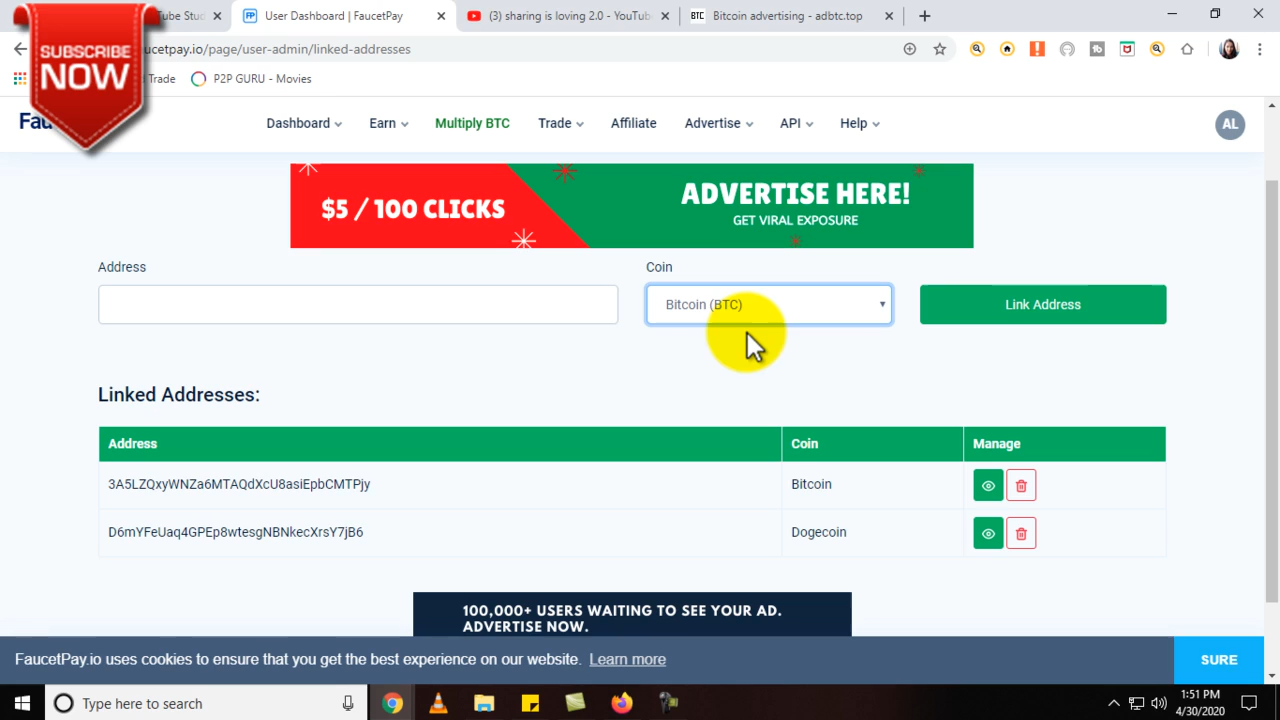 Tube Stud
User Dashboard | FaucetPay
(3) sharing is loving 2.0 - YouTube
BTC Bitcoin advertising - adbtc.top
SUBSCRIBE
NOW
faucetpay.io/page/user-admin/linked-addresses
Trade
P2P GURU - Movies
Fau
Dashboard
Earn
Multiply BTC
Trade
Affiliate
Advertise
API
Help
AL
$5 / 100 CLICKS
ADVERTISE HERE!
GET VIRAL EXPOSURE
Address
Coin
Bitcoin (BTC)
Link Address
Linked Addresses:
Address
Coin
Manage
3A5LZQxyWNZa6MTAQdXcU8asiEpbCMTPjy
Bitcoin
D6mYFeUaq4GPEp8wtesgNBNkecXrsY7jB6
Dogecoin
100,000+ USERS WAITING TO SEE YOUR AD.
ADVERTISE NOW.
FaucetPay.io uses cookies to ensure that you get the best experience on our website. Learn more
SURE
Type here to search
1:51 PM
4/30/2020